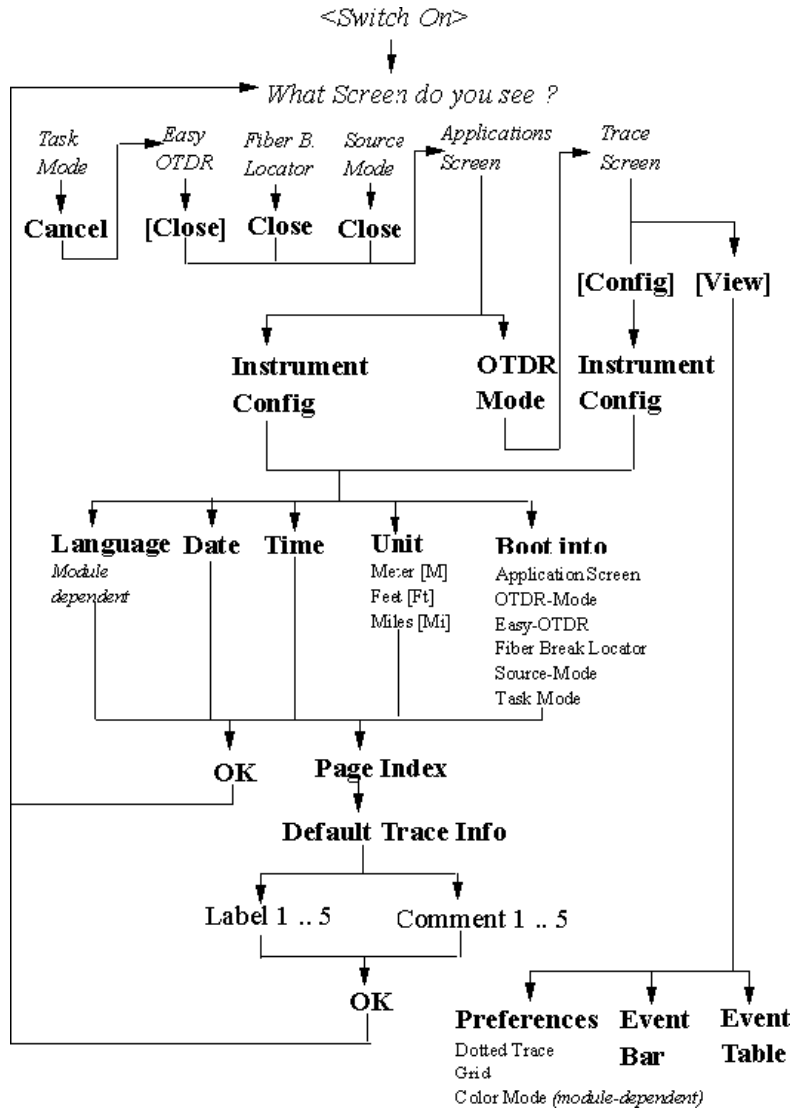 <Switch On>
What Screen do you see ?
Task
Mode
Easy
OTDR
Fiber B.
Locator
Source
Mode
Applications
Screen
Trace
Screen
Cancel
[Close]
Close
Close
[Config]
[View]
Instrument
Config
OTDR
Mode
Instrument
Config
Language
Module
dependent
Date
Time
Unit
Meter [M]
Feet [Ft]
Miles [Mi]
Boot into
Application Screen
OTDR-Mode
Easy-OTDR
Fiber Break Locator
Source-Mode
Task Mode
OK
Page Index
Default Trace Info
Label 1 .. 5
Comment 1 .. 5
OK
Preferences
Dotted Trace
Grid
Color Mode (module-dependent)
Event
Bar
Event
Table